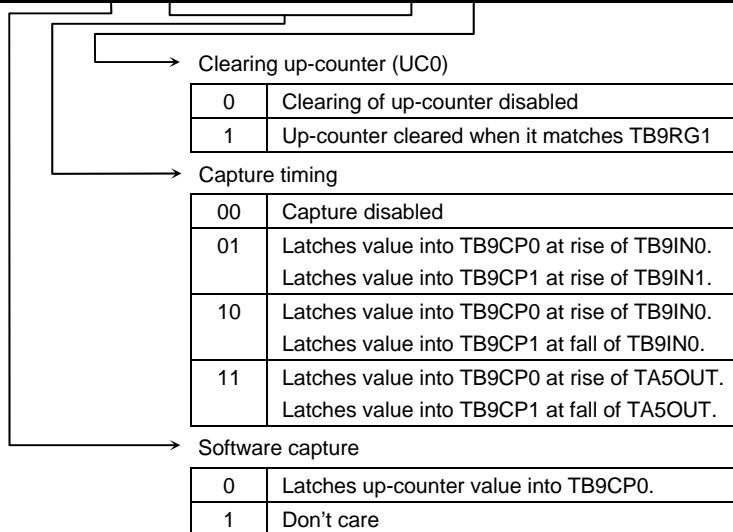 Clearing up-counter (UC0)
0 Clearing of up-counter disabled
1 Up-counter cleared when it matches TB9RG1
Capture timing
00 Capture disabled
01 Latches value into TB9CP0 at rise of TB9IN0.
Latches value into TB9CP1 at rise of TB9IN1.
10 Latches value into TB9CP0 at rise of TB9IN0.
Latches value into TB9CP1 at fall of TB9IN0.
11 Latches value into TB9CP0 at rise of TA5OUT.
Latches value into TB9CP1 at fall of TA5OUT.
Software capture
0 Latches up-counter value into TB9CP0.
1 Don't care